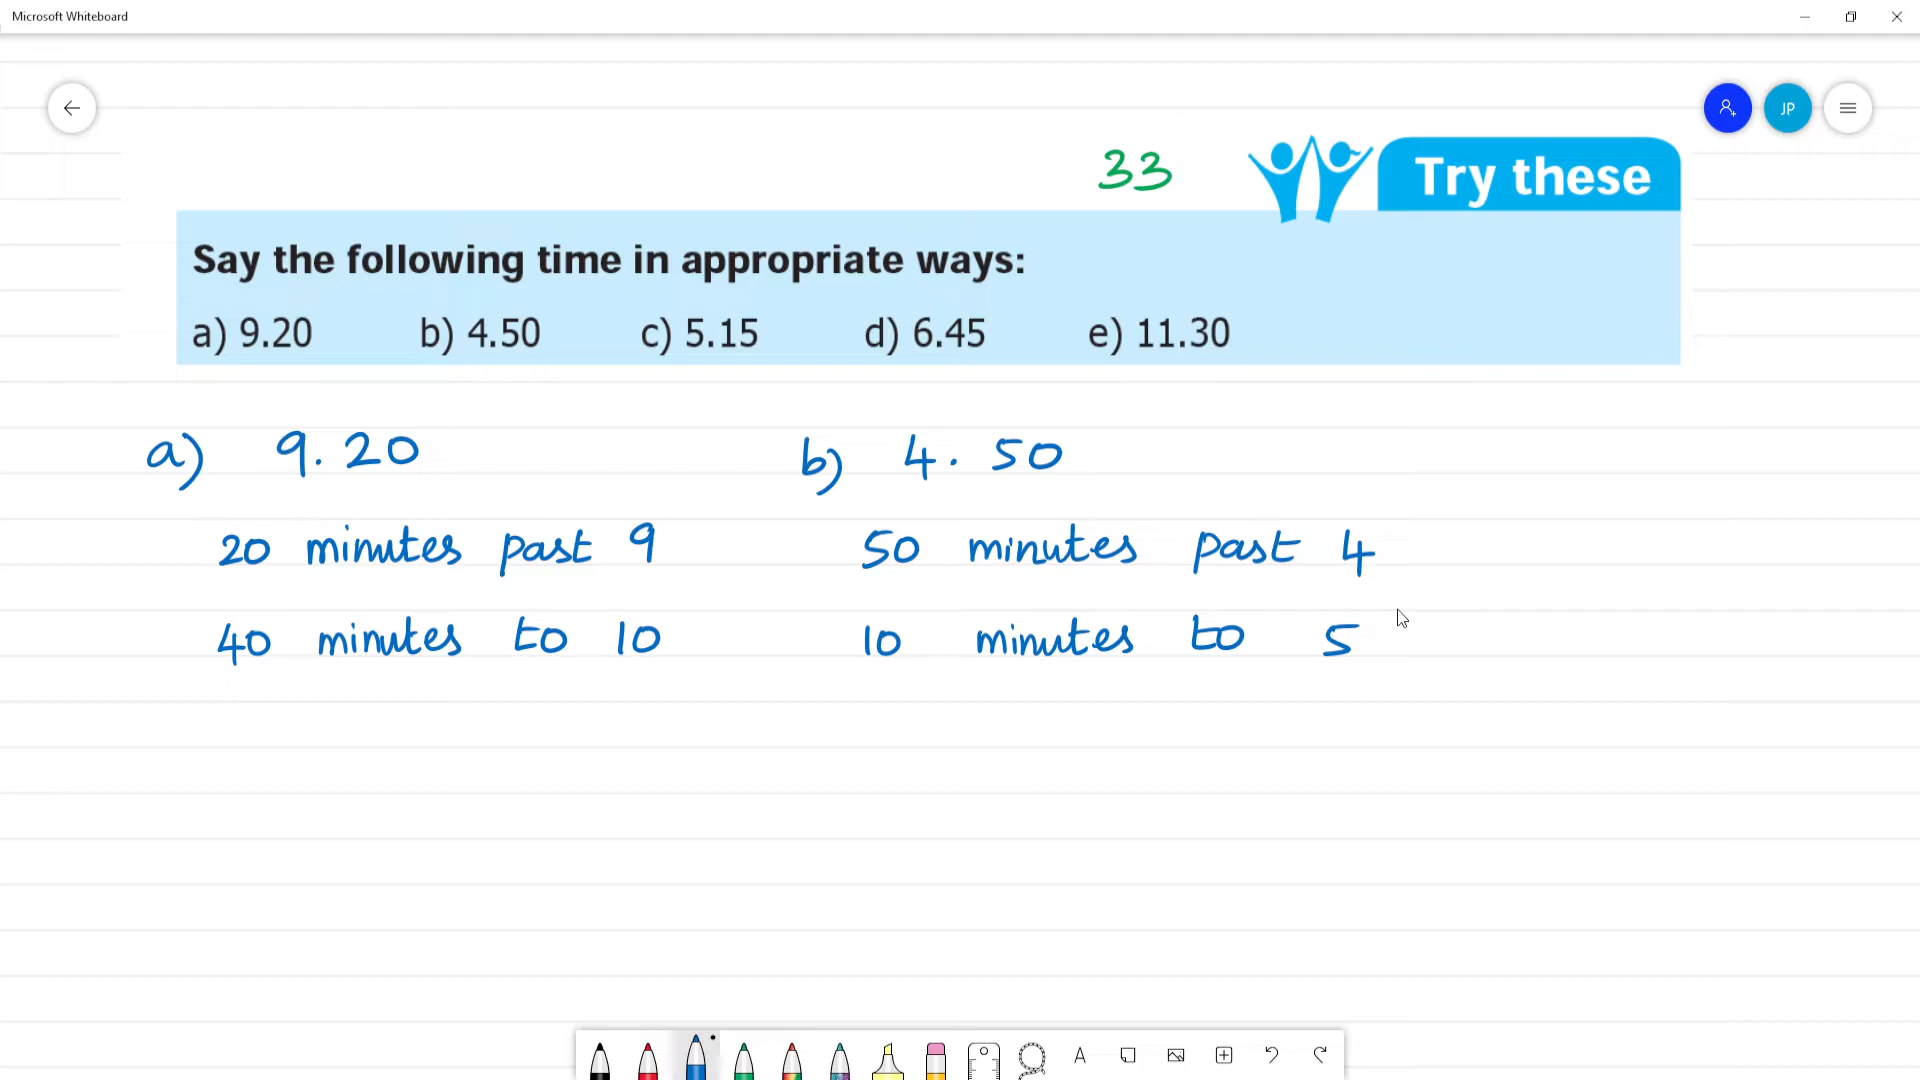 Microsoft Whiteboard
JP
33
Try these
Say the following time in appropriate ways:
a) 9.20 b) 4.50 c) 5.15 d) 6.45 e) 11.30
a) 9.20 b) 4.50
20 minutes past 9 50 minutes past 4
40 minutes to 10 10 minutes to 5
A